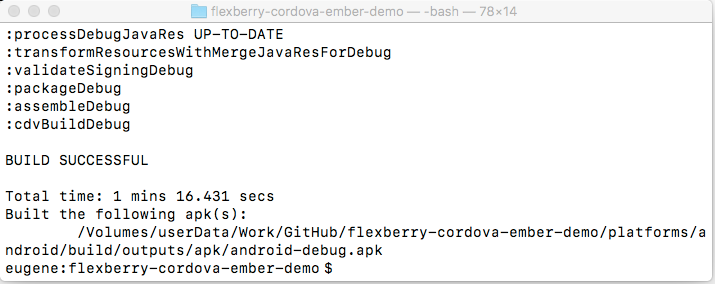 flexberry-cordova-ember-demo — -bash — 78×14
:processDebugJavaRes UP-TO-DATE
:transformResourcesWithMergeJavaResForDebug
:validateSigningDebug
:packageDebug
:assembleDebug
:cdvBuildDebug
BUILD SUCCESSFUL
Total time: 1 mins 16.431 secs
Built the following apk(s):
/Volumes/userData/Work/GitHub/flexberry-cordova-ember-demo/platforms/a
ndroid/build/outputs/apk/android-debug.apk
eugene:flexberry-cordova-ember-demo $